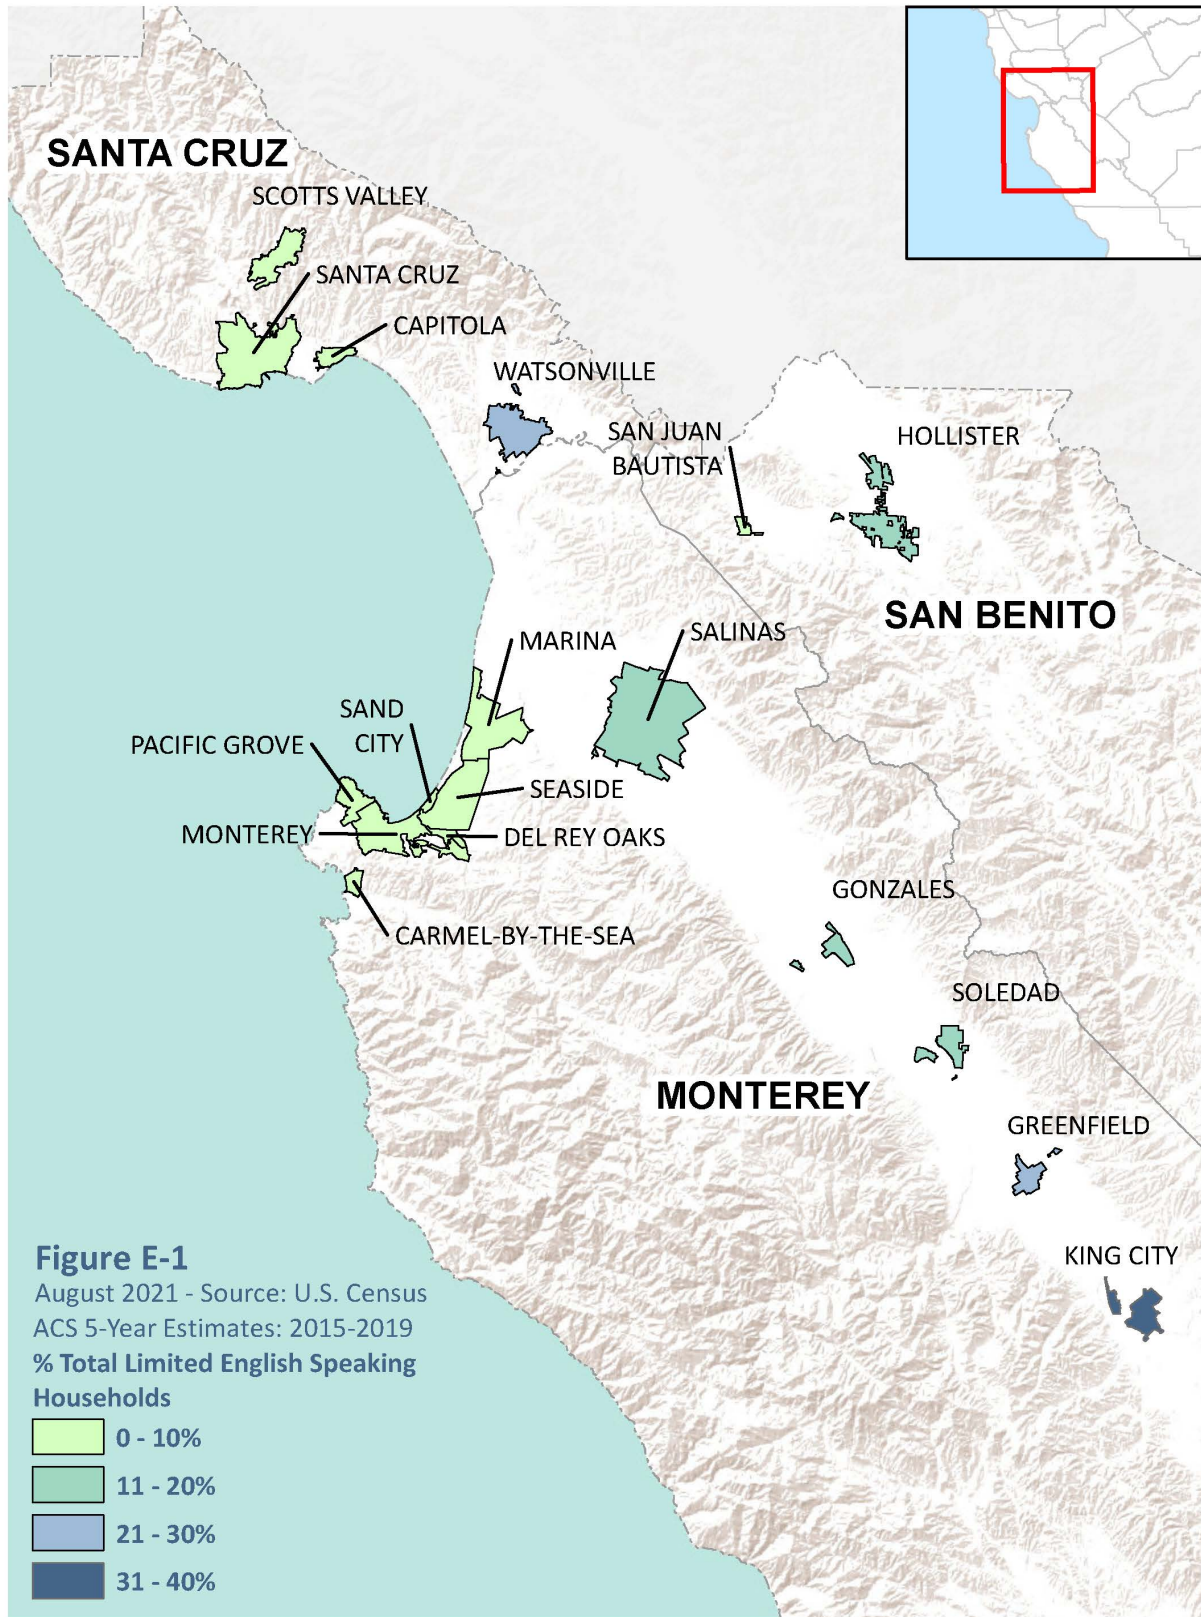 SANTA CRUZ
SCOTTS VALLEY
SANTA CRUZ
CAPITOLA
WATSONVILLE
SAN JUAN
BAUTISTA
HOLLISTER
SAN BENITO
MARINA
SALINAS
SAND
CITY
PACIFIC GROVE
SEASIDE
MONTEREY
DEL REY OAKS
CARMEL-BY-THE-SEA
GONZALES
SOLEDAD
MONTEREY
GREENFIELD
KING CITY
Figure E-1
August 2021 - Source: U.S. Census
ACS 5-Year Estimates: 2015-2019
% Total Limited English Speaking
Households
0 - 10%
11 - 20%
21 - 30%
31 - 40%